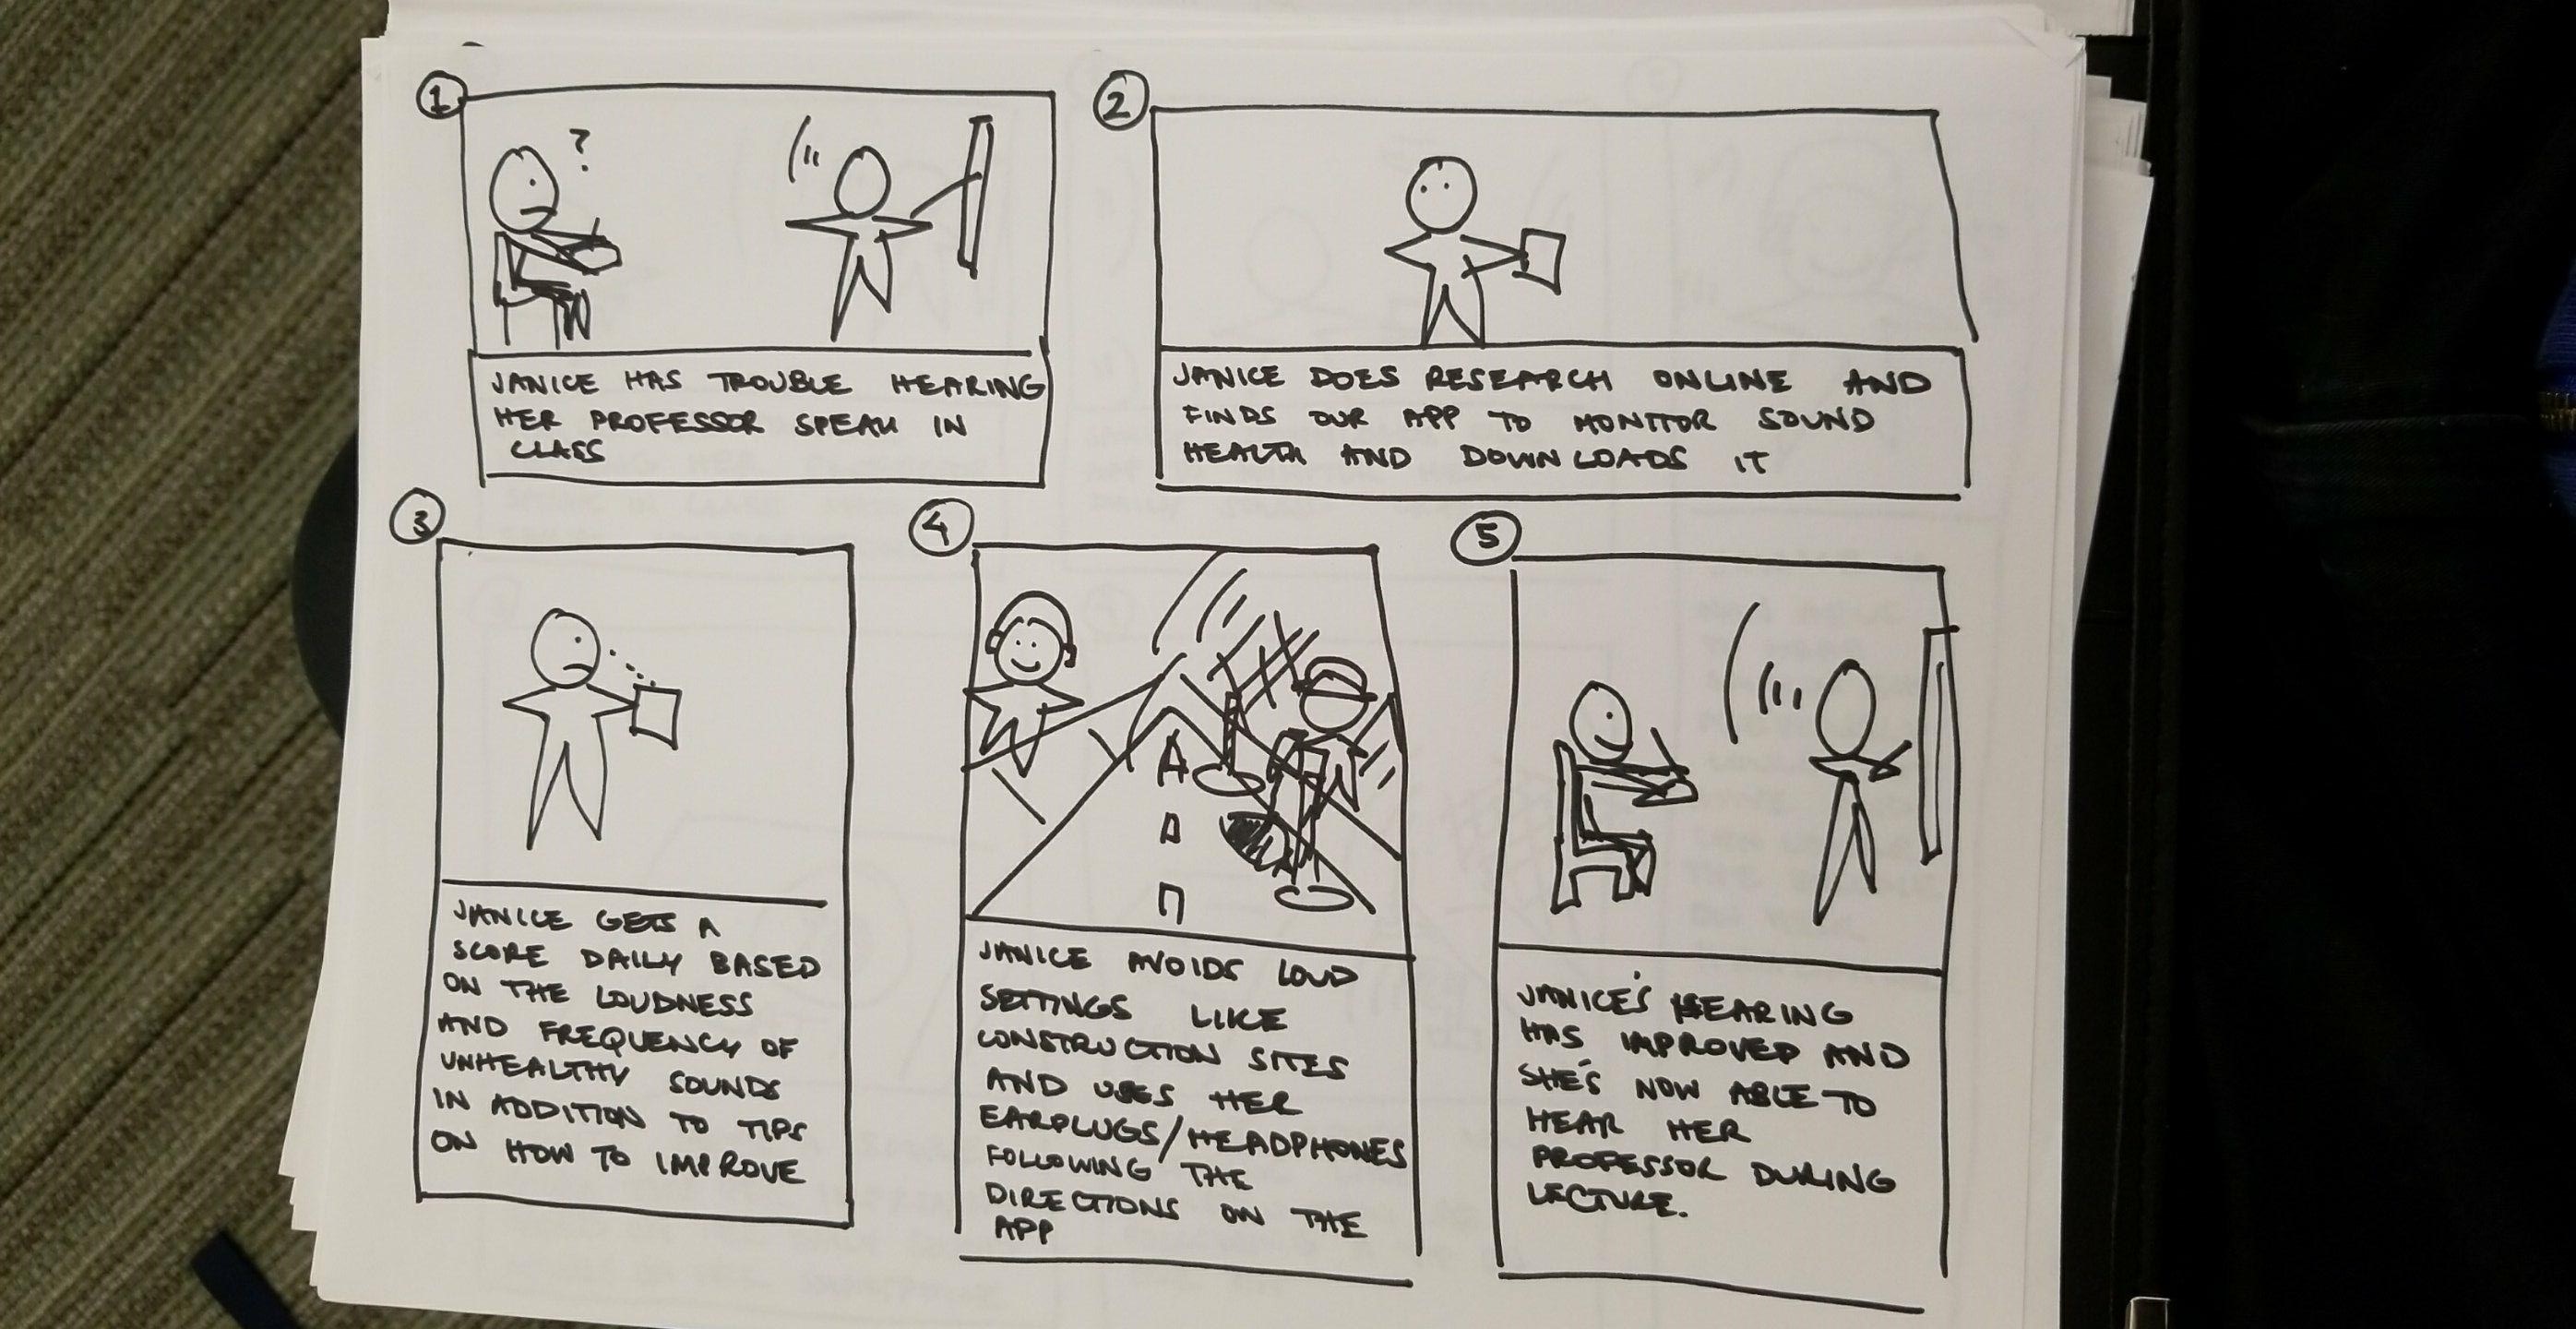 1
JANICE HAS TROUBLE HEARING
HER PROFESSOR SPEAK IN
CLASS
2
JANICE DOES RESEARCH ONLINE AND
FINDS OUR APP TO MONITOR SOUND
HEALTH AND DOWNLOADS IT
3
JANICE GETS A
SCORE DAILY BASED
ON THE LOUDNESS
AND FREQUENCY OF
UNHEALTHY SOUNDS
IN ADDITION TO TIPS
ON HOW TO IMPROVE
4
JANICE AVOIDS LOUD
SETTINGS LIKE
CONSTRUCTION SITES
AND USES HER
EARPLUGS/HEADPHONES
FOLLOWING THE
DIRECTIONS ON THE
APP
5
JANICE'S HEARING
HAS IMPROVED AND
SHE'S NOW ABLE TO
HEAR HER
PROFESSOR DURING
LECTURE.